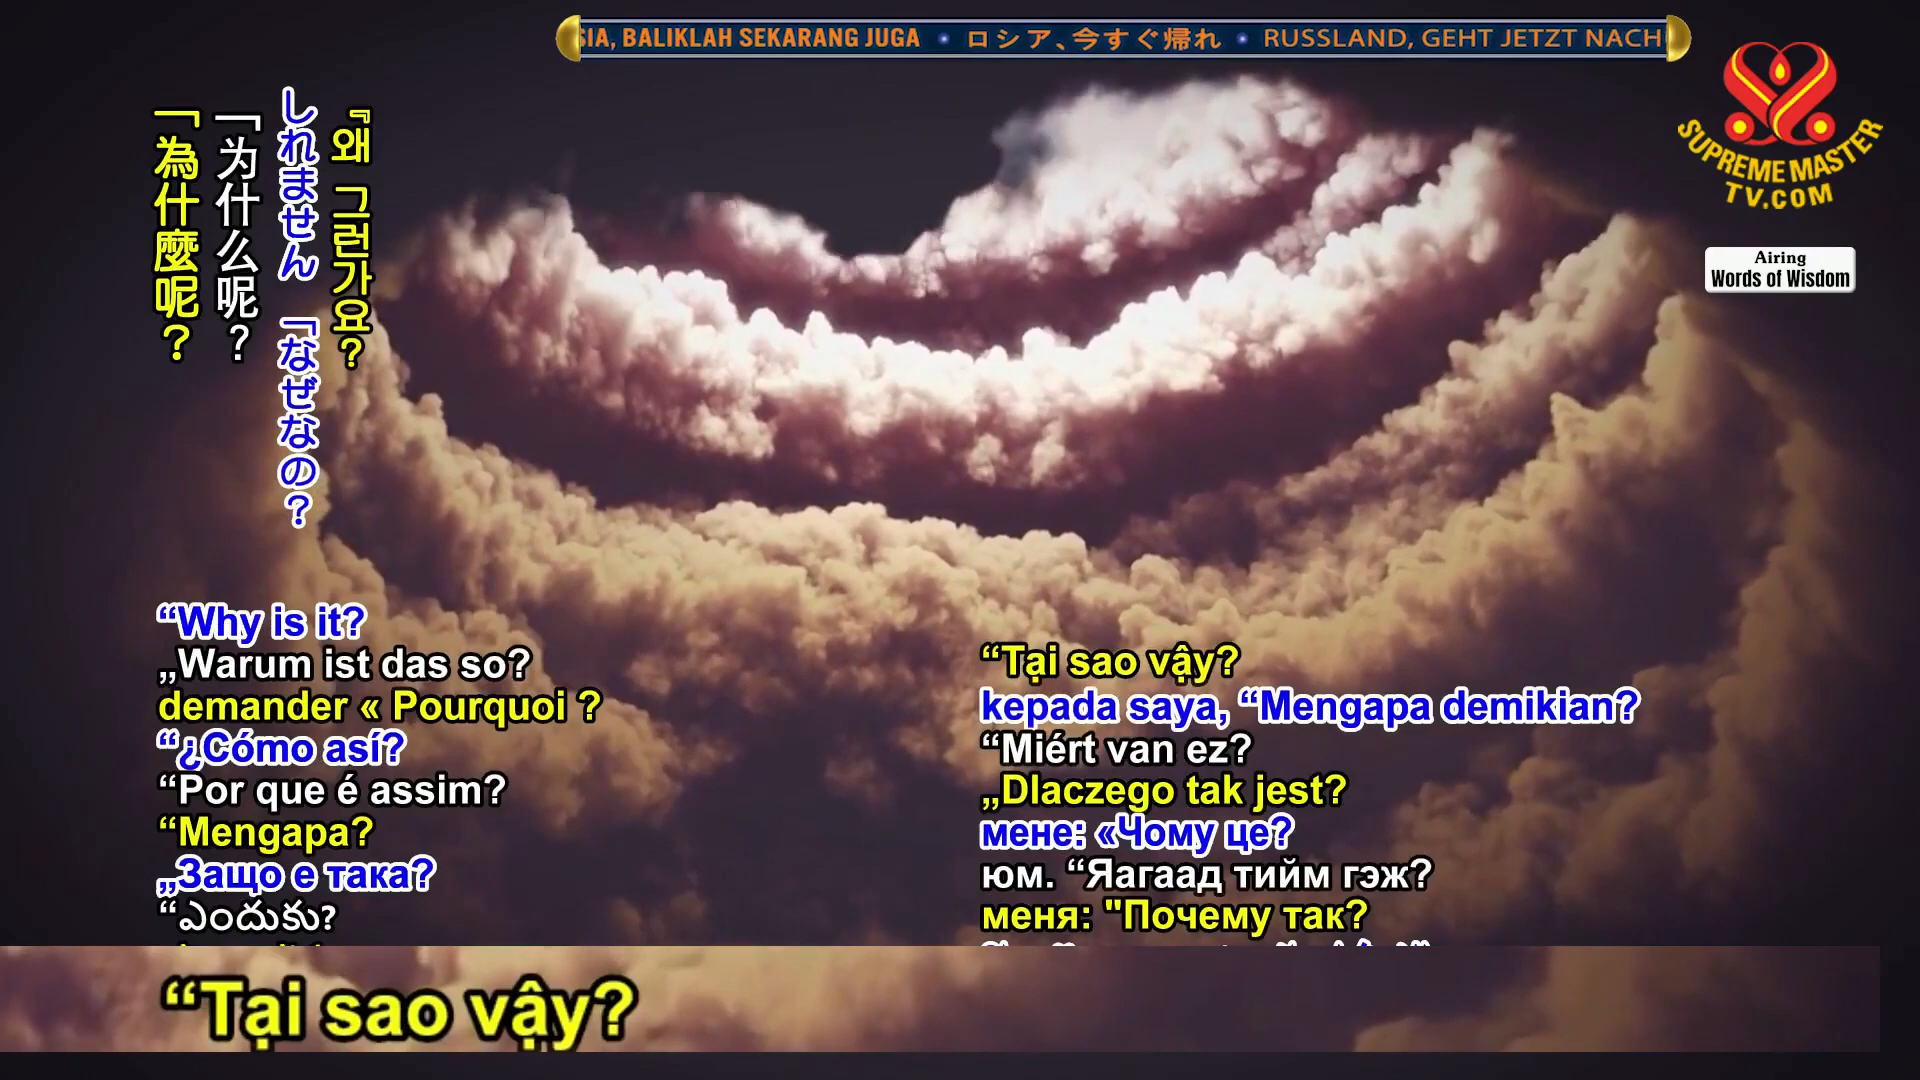 SIA, BALIKLAH SEKARANG JUGA • ロシア、今すぐ帰れ • RUSSLAND, GEHT JETZT NACH
SUPREME MASTER
TV.COM
Airing
Words of Wisdom
『왜 그런가요?
しれません 「なぜなの？
「为什么呢？
「為什麼呢？
“Why is it?
„Warum ist das so?
demander « Pourquoi ?
“¿Cómo así?
“Por que é assim?
“Mengapa?
„Защо е така?
“ఎందుకు?
“Tại sao vậy?
kepada saya, “Mengapa demikian?
“Miért van ez?
„Dlaczego tak jest?
мене: «Чому це?
юм. “Яагаад тийм гэж?
меня: "Почему так?
“Tại sao vậy?